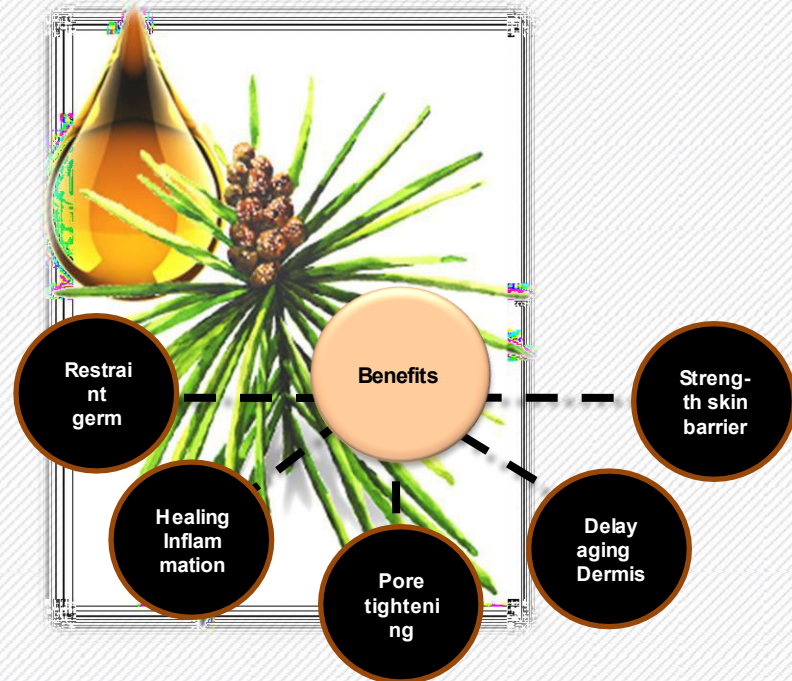 Benefits
Restrai
nt
germ
Healing
Inflam
mation
Pore
tighteni
ng
Delay
aging
Dermis
Streng-
th skin
barrier